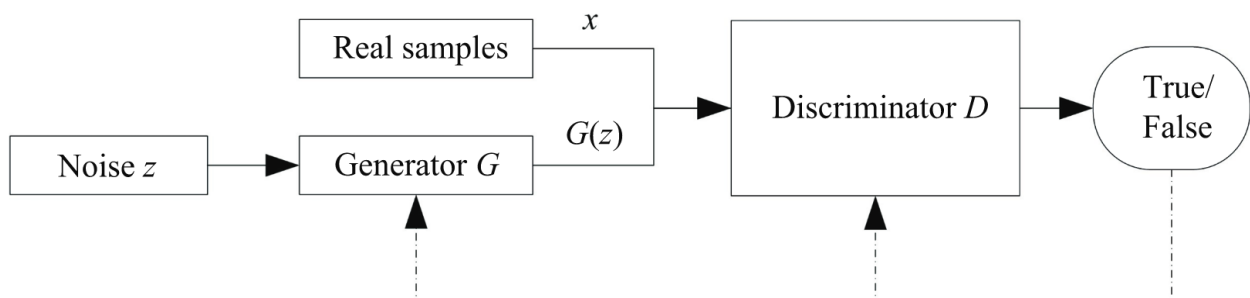 x
Real samples
Discriminator D
True/
False
G(z)
Noise z
Generator G